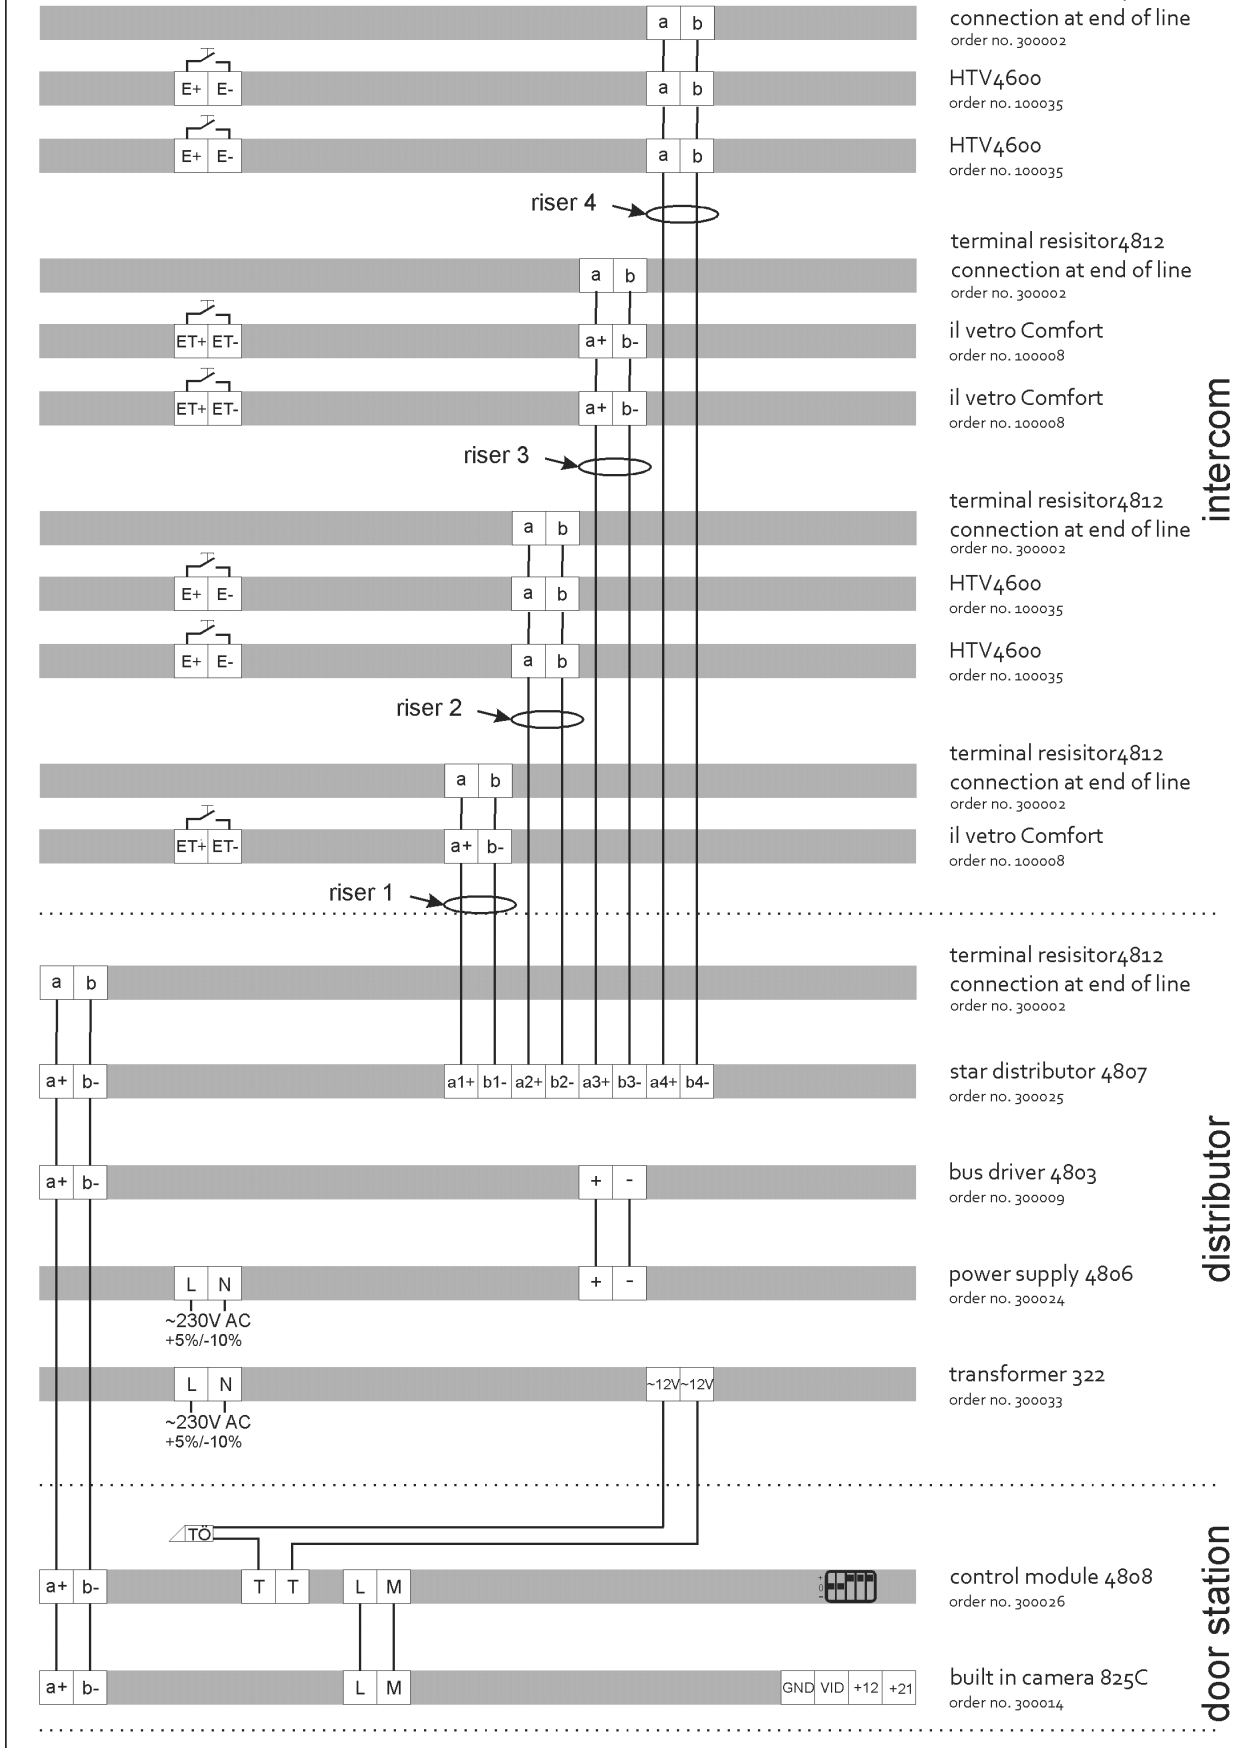 a b
connection at end of line
order no. 300002
E+ E-
a b
HTV4600
order no. 100035
E+ E-
a b
HTV4600
order no. 100035
riser 4
terminal resisitor4812
a b
connection at end of line
order no. 300002
ET+ ET-
a+ b-
il vetro Comfort
order no. 100008
ET+ ET-
a+ b-
il vetro Comfort
order no. 100008
riser 3
intercom
terminal resisitor4812
a b
connection at end of line
order no. 300002
E+ E-
a b
HTV4600
order no. 100035
E+ E-
a b
HTV4600
order no. 100035
riser 2
terminal resisitor4812
a b
connection at end of line
order no. 300002
ET+ ET-
a+ b-
il vetro Comfort
order no. 100008
riser 1
terminal resisitor4812
a b
connection at end of line
order no. 300002
a+ b-
a1+ b1- a2+ b2- a3+ b3- a4+ b4-
star distributor 4807
order no. 300025
a+ b-
+ -
bus driver 4803
order no. 300009
distributor
L N
+ -
power supply 4806
order no. 300024
~230V AC
+5%/-10%
L N
~12V ~12V
transformer 322
order no. 300033
~230V AC
+5%/-10%
TÖ
a+ b-
T T
L M
+
0
-
control module 4808
order no. 300026
door station
a+ b-
L M
GND VID +12 +21
built in camera 825C
order no. 300014